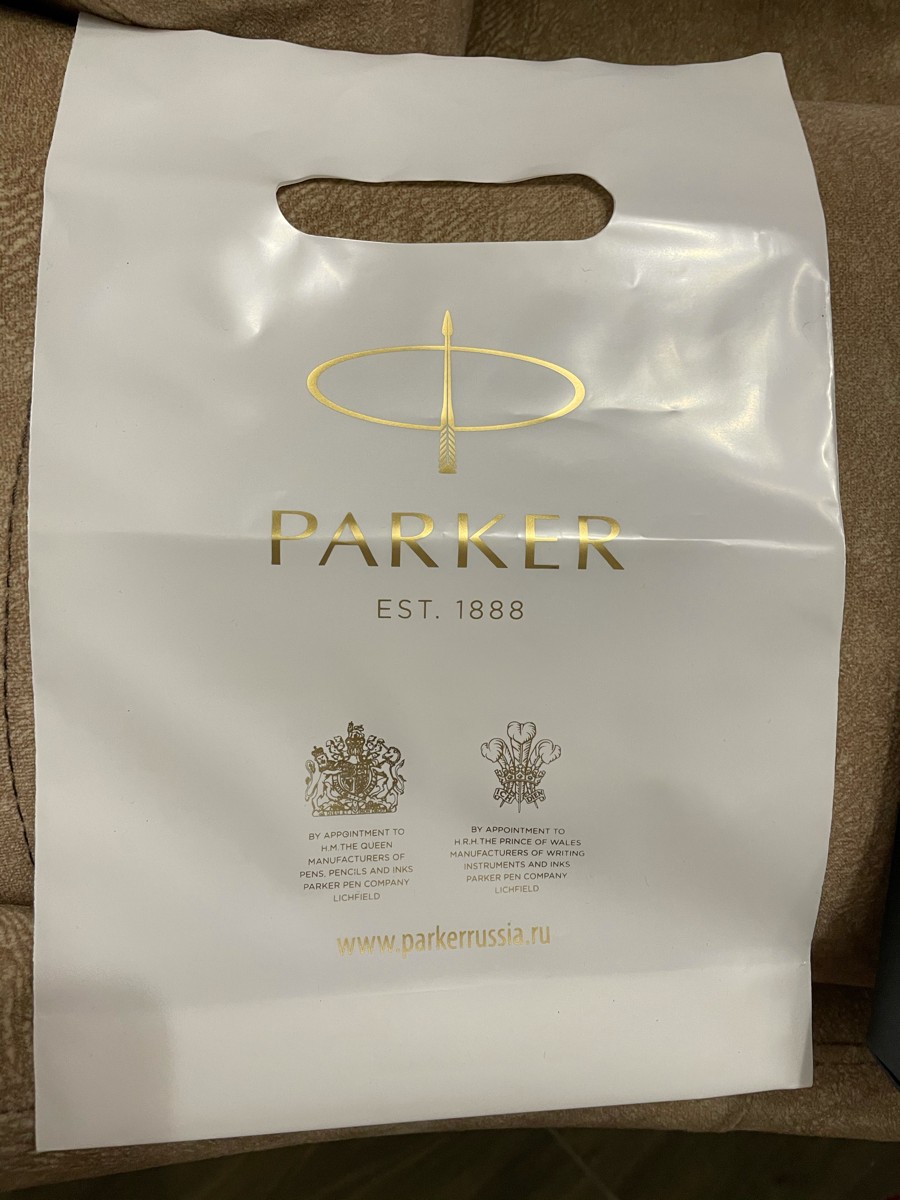 PARKER
EST. 1888
BY APPOINTMENT TO
H.M.THE QUEEN
MANUFACTURERS OF
PENS, PENCILS AND INKS
PARKER PEN COMPANY
LICHFIELD
BY APPOINTMENT TO
H.R.H.THE PRINCE OF WALES
MANUFACTURERS OF WRITING
INSTRUMENTS AND INKS
PARKER PEN COMPANY
LICHFIELD
www.parkerrussia.ru